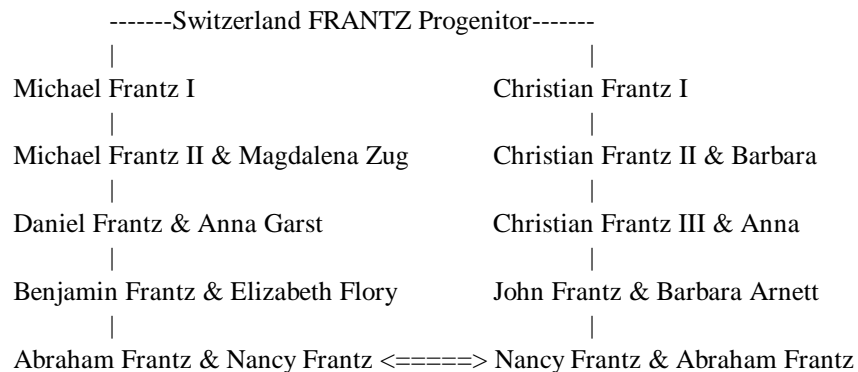 -------Switzerland FRANTZ Progenitor-------
| |
Michael Frantz I Christian Frantz I
| |
Michael Frantz II & Magdalena Zug Christian Frantz II & Barbara
| |
Daniel Frantz & Anna Garst Christian Frantz III & Anna
| |
Benjamin Frantz & Elizabeth Flory John Frantz & Barbara Arnett
| |
Abraham Frantz & Nancy Frantz <=====> Nancy Frantz & Abraham Frantz